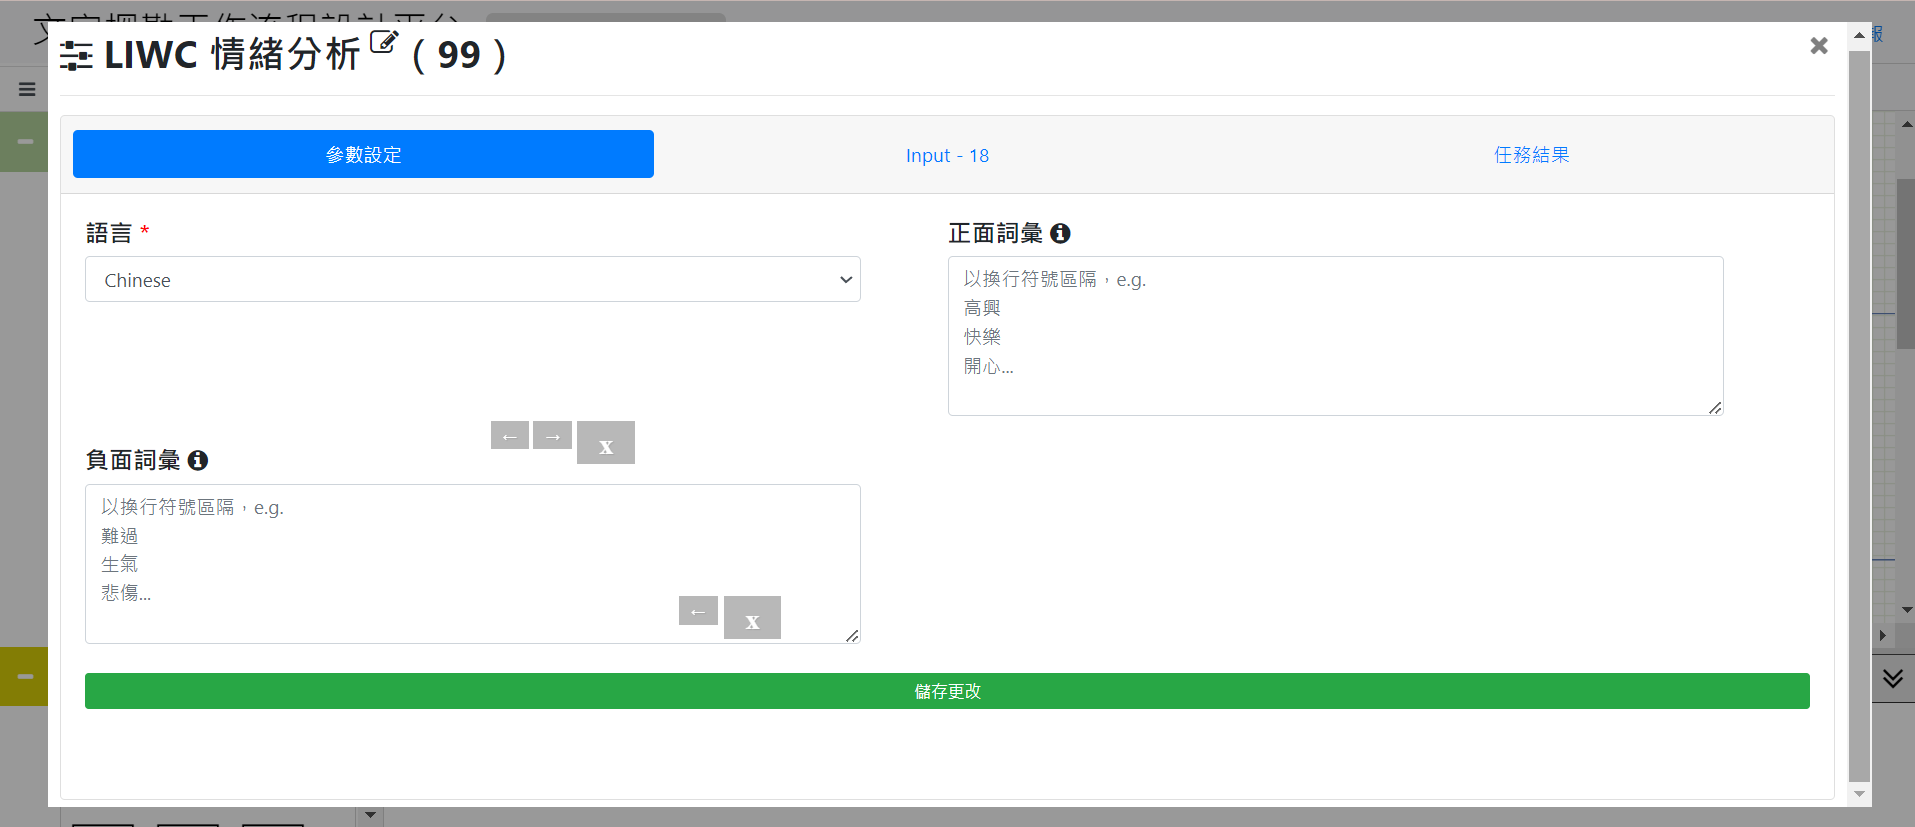 LIWC 情緒分析 ( 99 )
參數設定
Input - 18
任務結果
語言 *
Chinese
正面詞彙
以換行符號區隔，e.g.
高興
快樂
開心...
負面詞彙
以換行符號區隔，e.g.
難過
生氣
悲傷...
← → x
← x
儲存更改